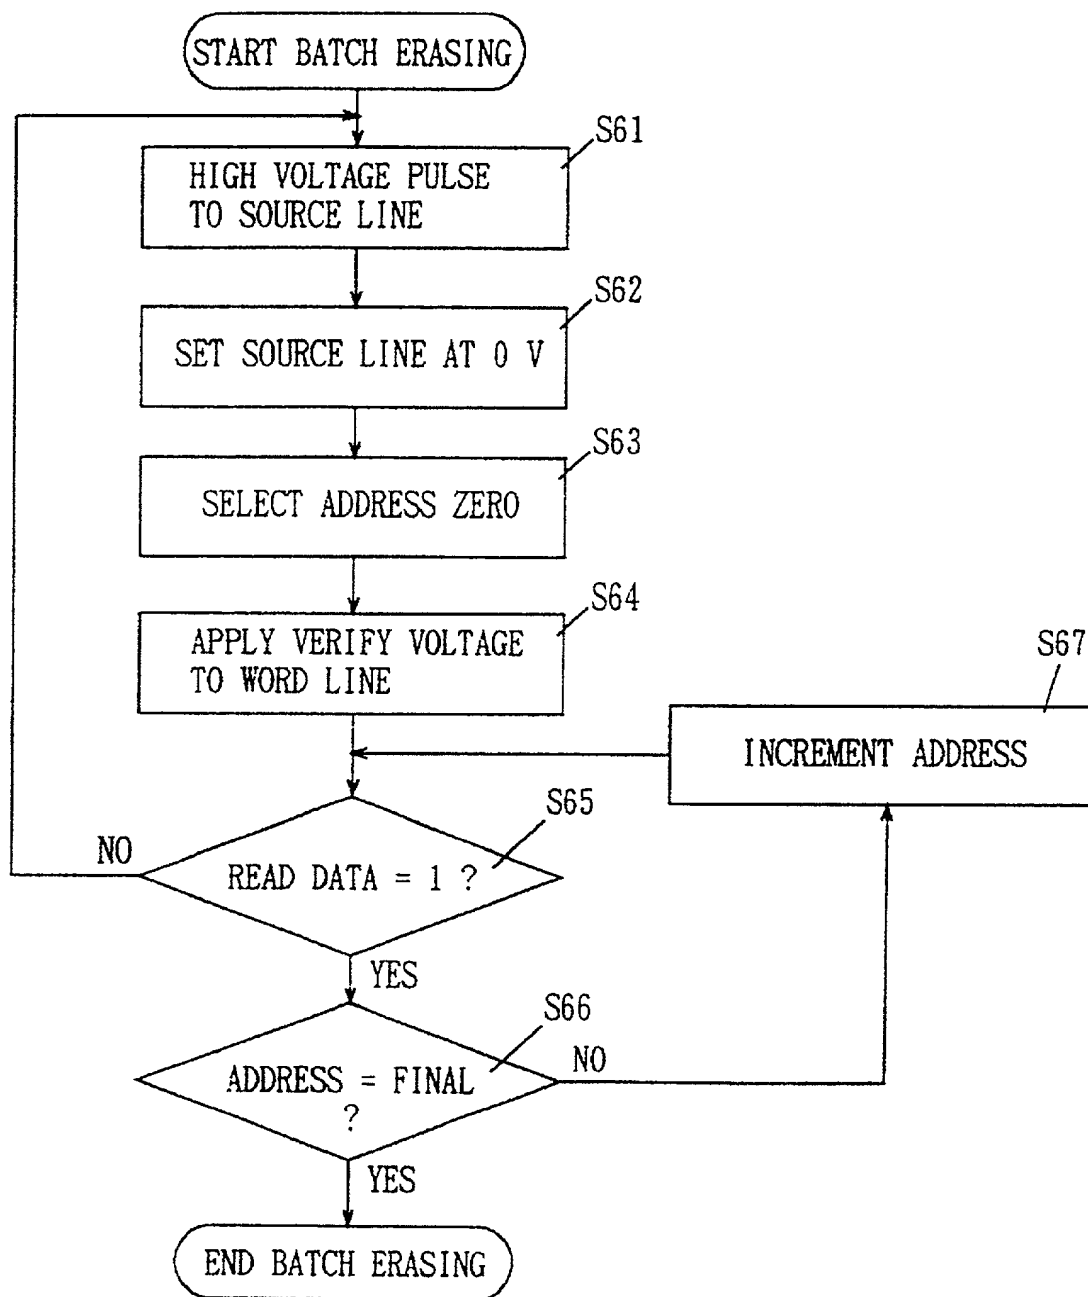 START BATCH ERASING
S61
HIGH VOLTAGE PULSE
TO SOURCE LINE
S62
SET SOURCE LINE AT 0 V
S63
SELECT ADDRESS ZERO
S64
APPLY VERIFY VOLTAGE
TO WORD LINE
S67
INCREMENT ADDRESS
S65
NO
READ DATA = 1 ?
YES
S66
NO
ADDRESS = FINAL
?
YES
END BATCH ERASING